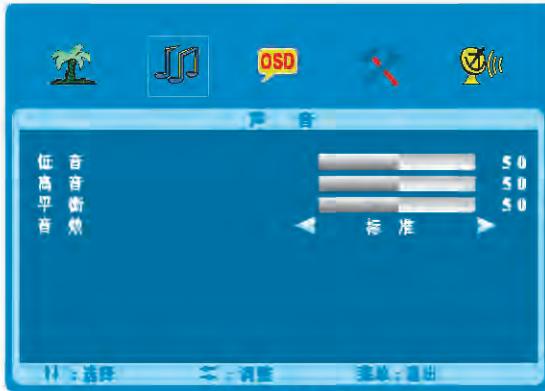 OSD
声 音
低 音 50
高 音 50
平 衡 50
音 效 标 准
：选择 ：调整 菜单：退出